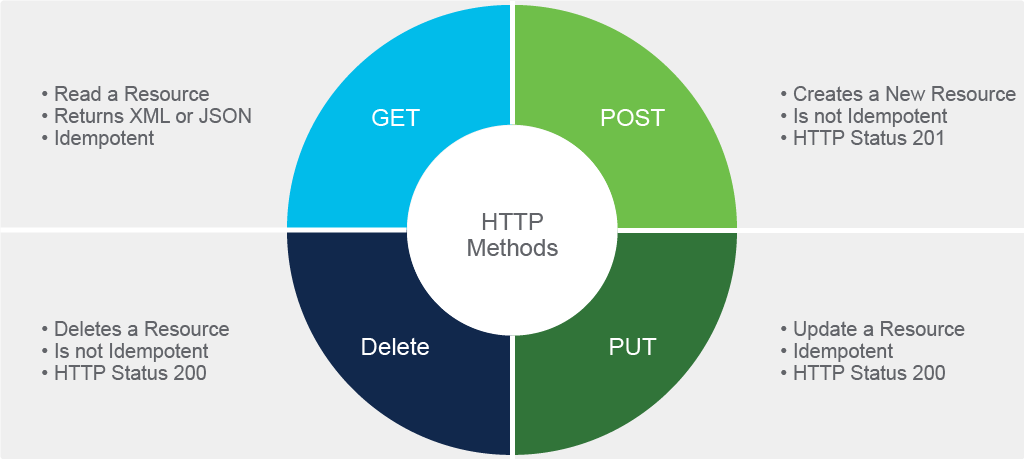 • Read a Resource
• Returns XML or JSON
• Idempotent
GET
POST
• Creates a New Resource
• Is not Idempotent
• HTTP Status 201
HTTP
Methods
• Deletes a Resource
• Is not Idempotent
• HTTP Status 200
Delete
PUT
• Update a Resource
• Idempotent
• HTTP Status 200